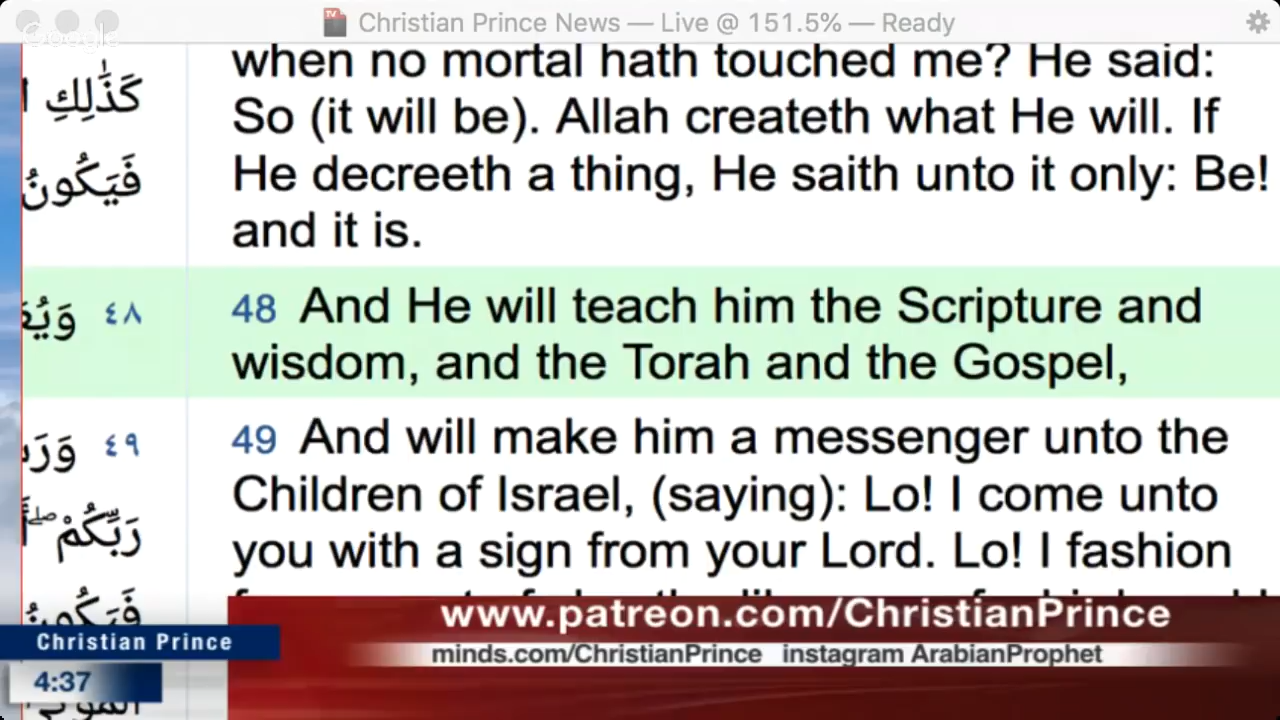 Christian Prince News — Live @ 151.5% — Ready
Google
when no mortal hath touched me? He said:
كَذَٰلِكِ
So (it will be). Allah createth what He will. If
فَيَكُونُ
He decreeth a thing, He saith unto it only: Be!
and it is.
٤٨
48 And He will teach him the Scripture and
wisdom, and the Torah and the Gospel,
٤٩
49 And will make him a messenger unto the
Children of Israel, (saying): Lo! I come unto
رَبِّكُمْ ۖ
you with a sign from your Lord. Lo! I fashion
فَيَكُونُ
www.patreon.com/ChristianPrince
Christian Prince
minds.com/ChristianPrince instagram ArabianProphet
4:37